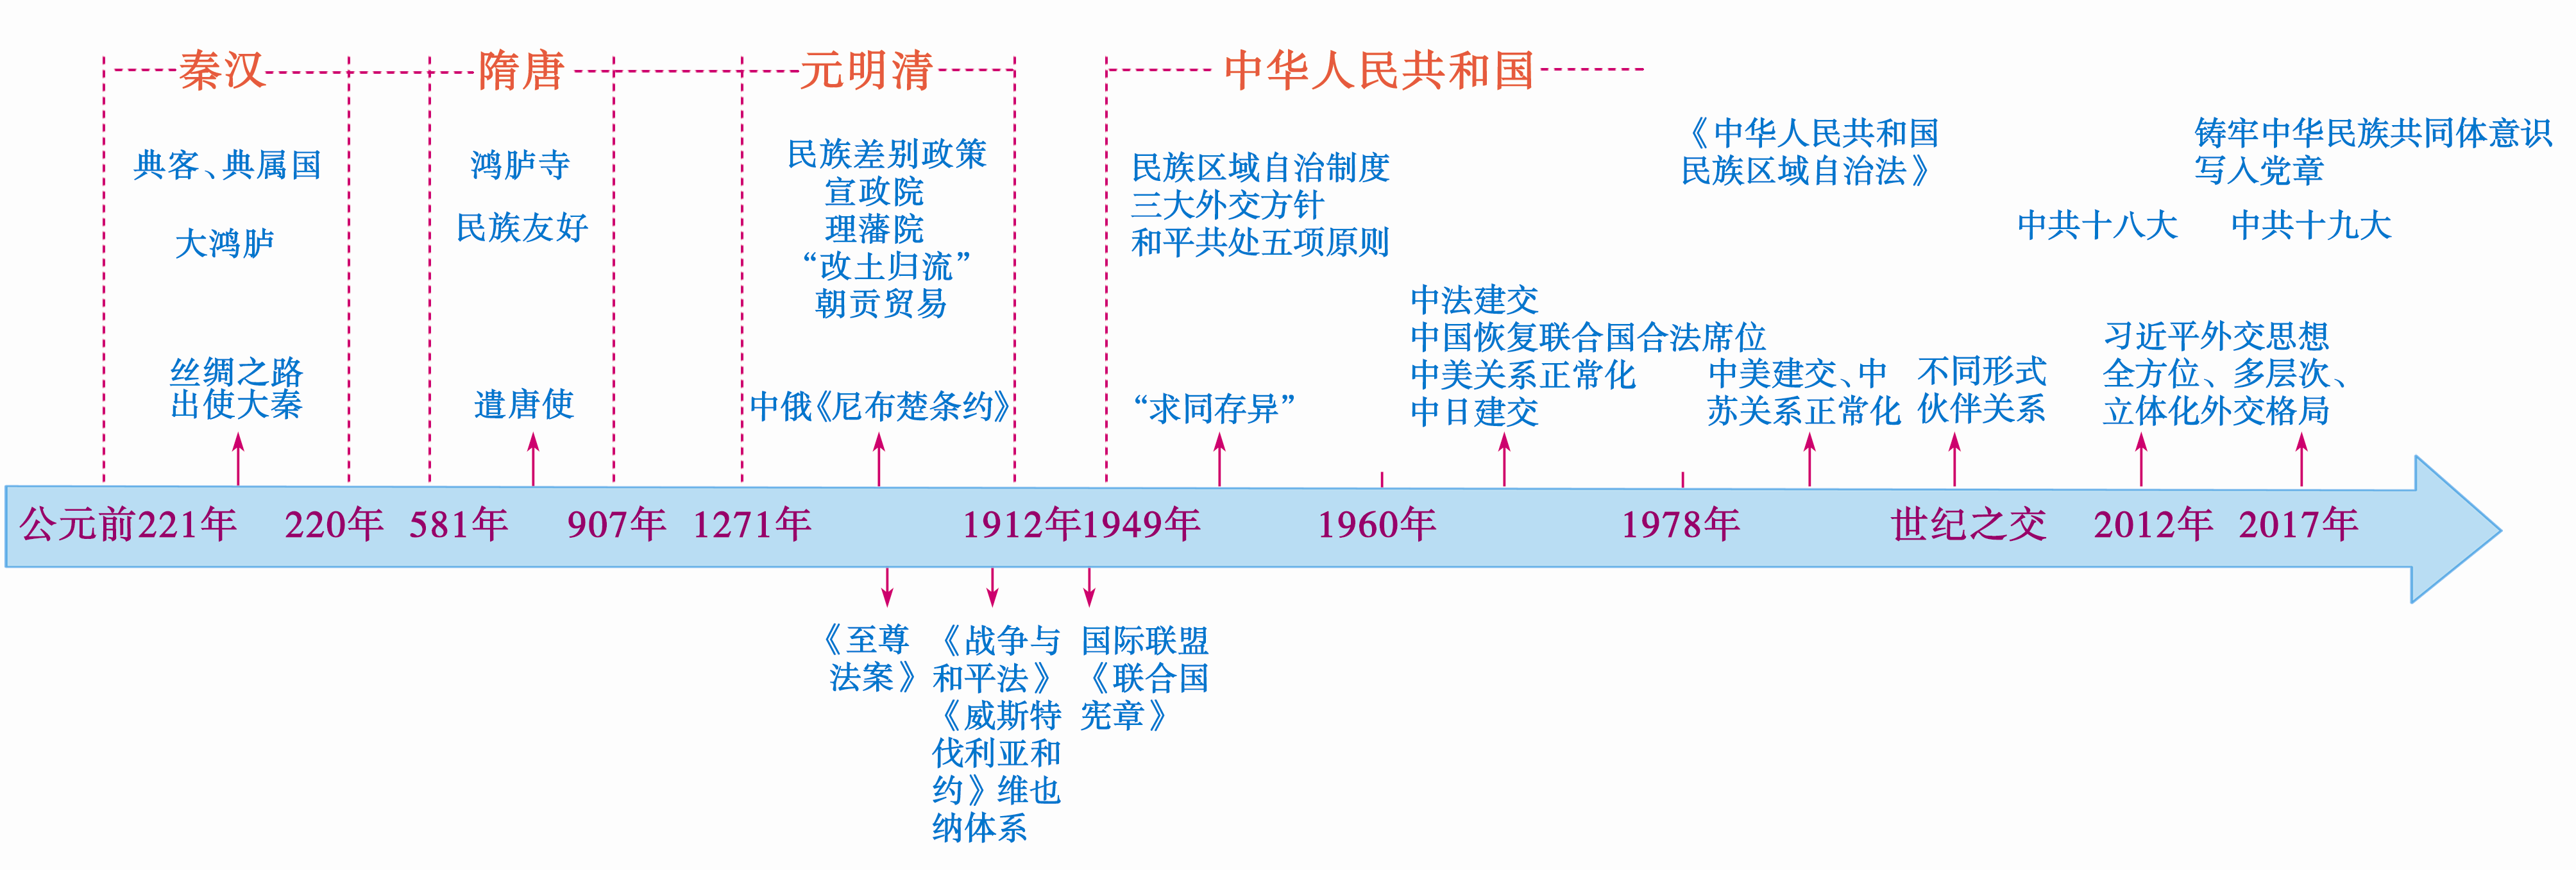 秦汉
隋唐
元明清
中华人民共和国
典客、典属国
大鸿胪
丝绸之路
出使大秦
鸿胪寺
民族友好
遣唐使
民族差别政策
宣政院
理藩院
“改土归流”
朝贡贸易
中俄《尼布楚条约》
民族区域自治制度
三大外交方针
和平共处五项原则
“求同存异”
中法建交
中国恢复联合国合法席位
中美关系正常化
中日建交
《中华人民共和国
民族区域自治法》
中美建交、中
苏关系正常化
不同形式
伙伴关系
中共十八大
铸牢中华民族共同体意识
写入党章
中共十九大
习近平外交思想
全方位、多层次、
立体化外交格局
公元前221年
220年
581年
907年
1271年
1912年
1949年
1960年
1978年
世纪之交
2012年
2017年
《至尊
法案》
《战争与
和平法》
《威斯特
伐利亚和
约》维也
纳体系
国际联盟
《联合国
宪章》